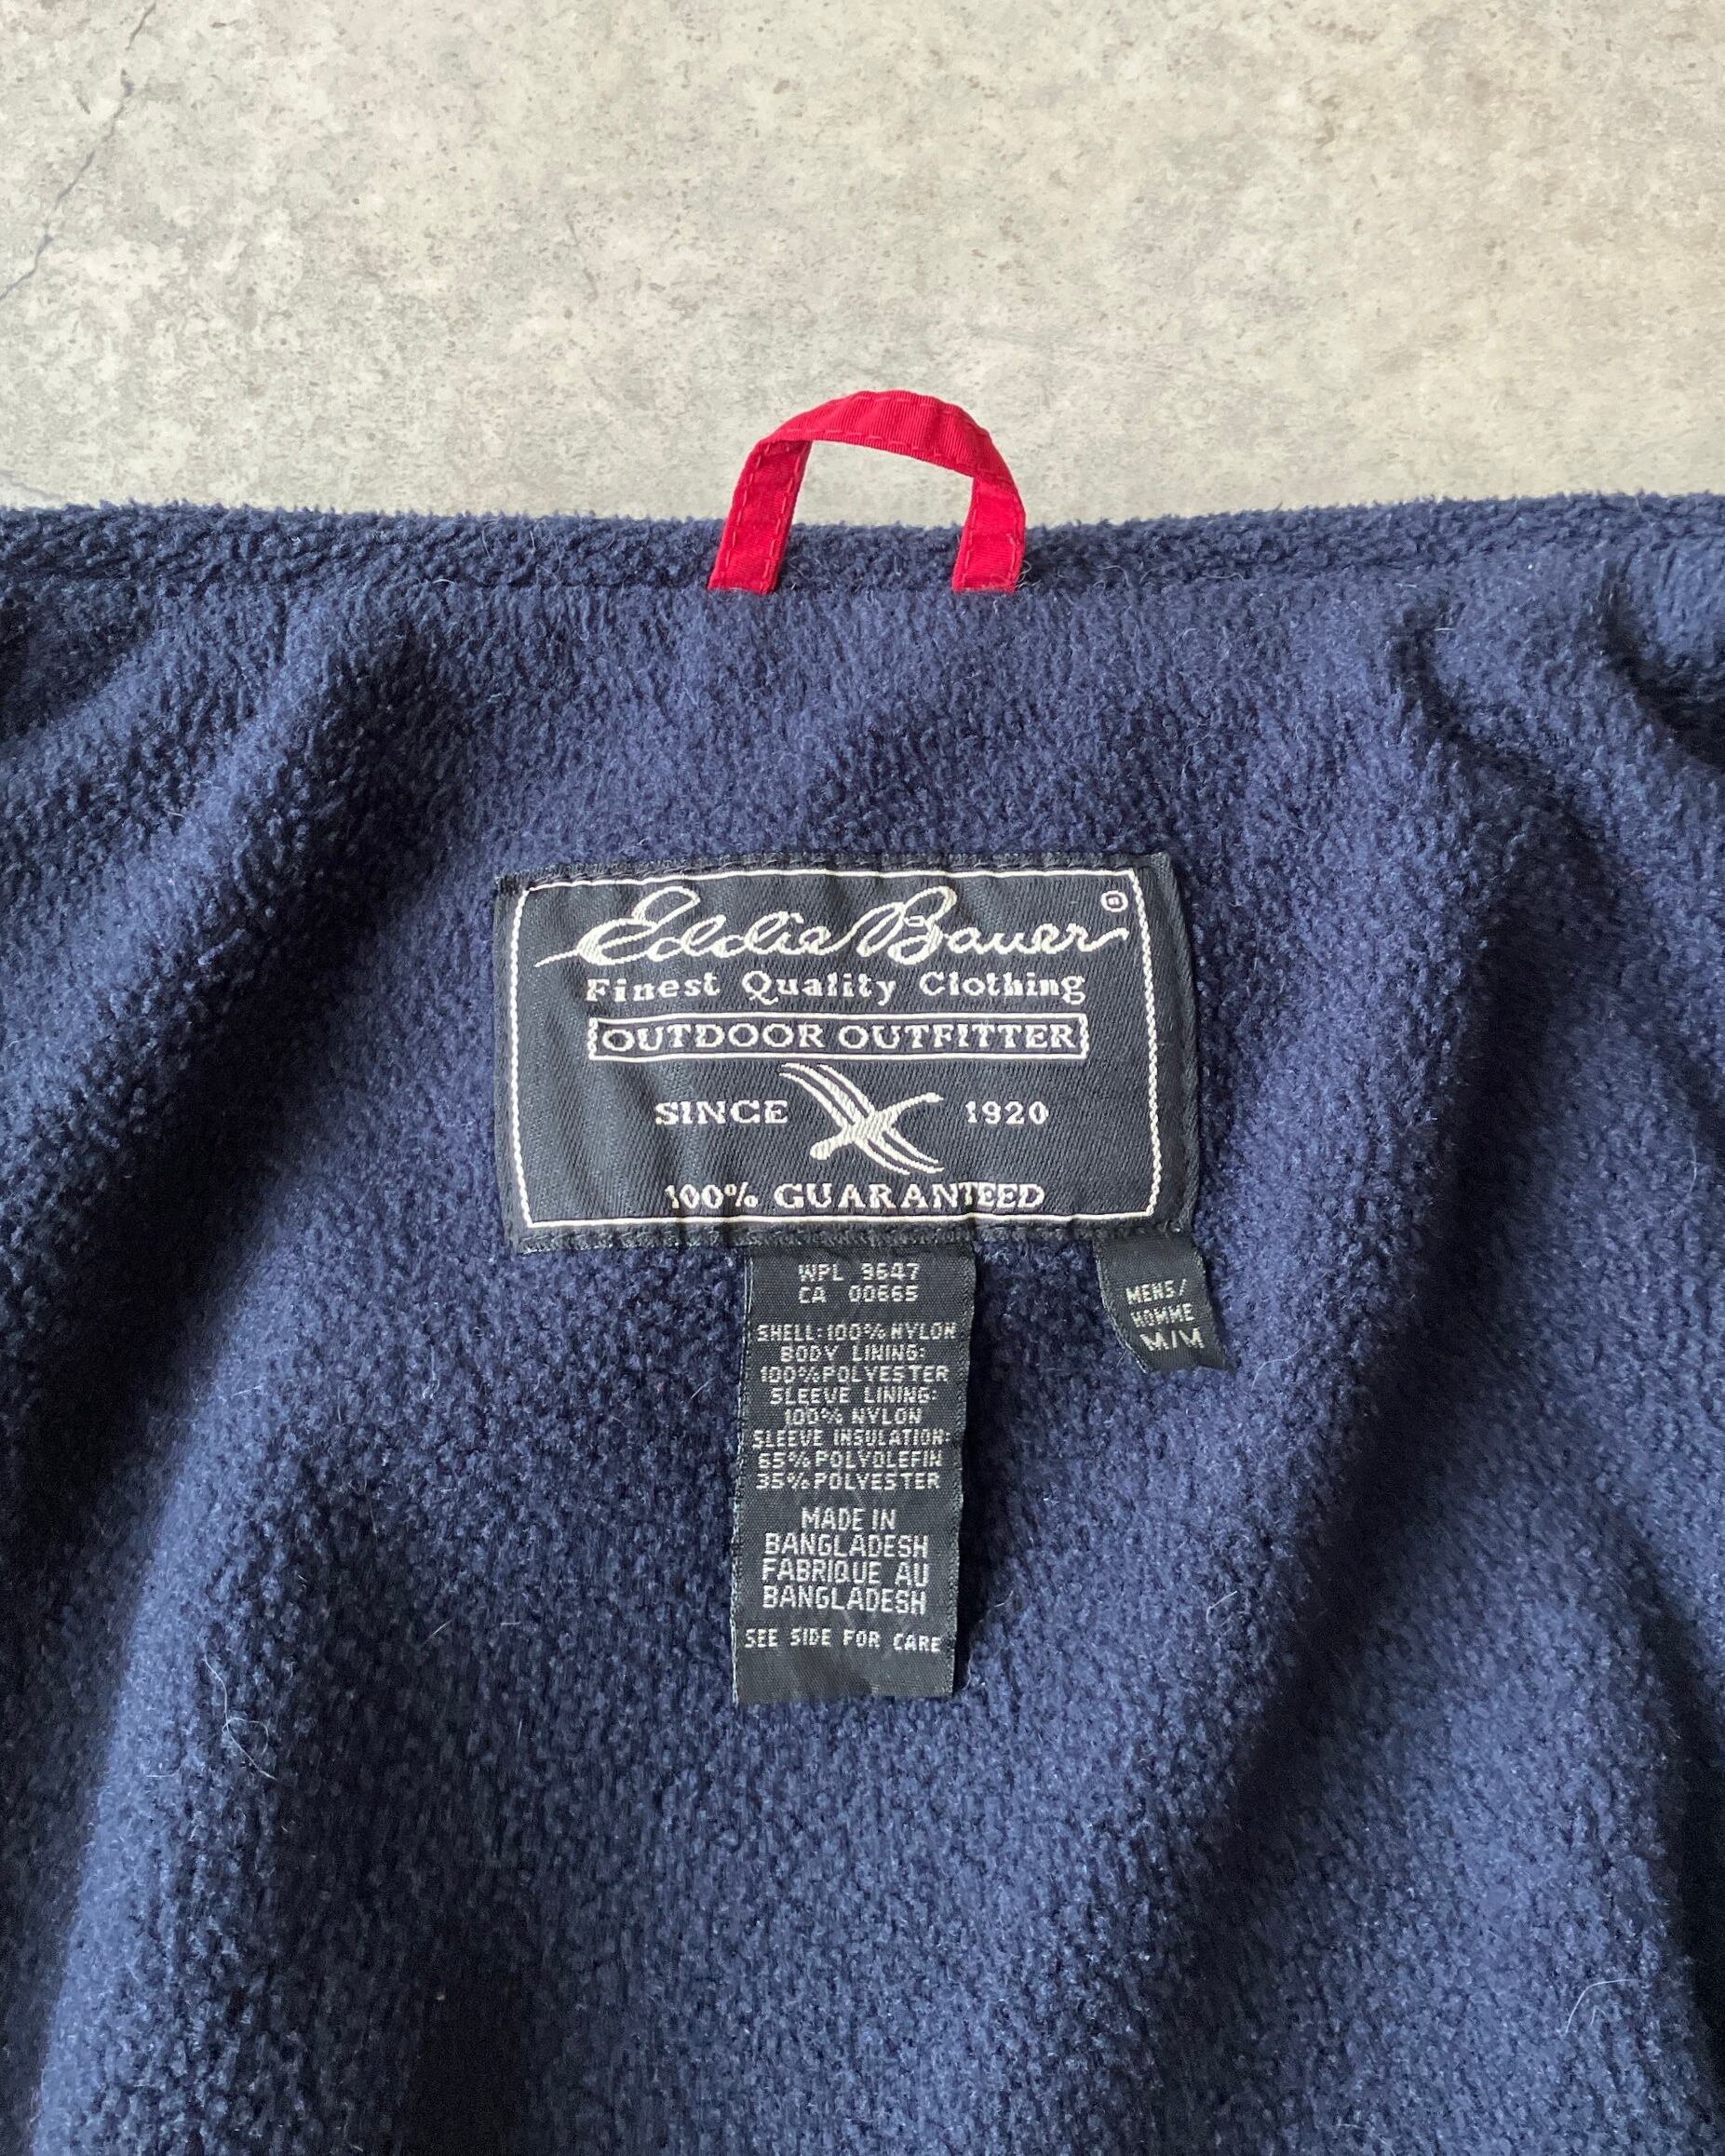 Eddie Bauer®
Finest Quality Clothing
OUTDOOR OUTFITTER
SINCE 1920
100% GUARANTEED
WPL 9647
CA 00665
SHELL: 100% NYLON
BODY LINING:
100% POLYESTER
SLEEVE LINING:
100% NYLON
SLEEVE INSULATION:
65% POLYOLEFIN
35% POLYESTER
MADE IN
BANGLADESH
FABRIQUE AU
BANGLADESH
SEE SIDE FOR CARE
MENS/
HOMME
M/M